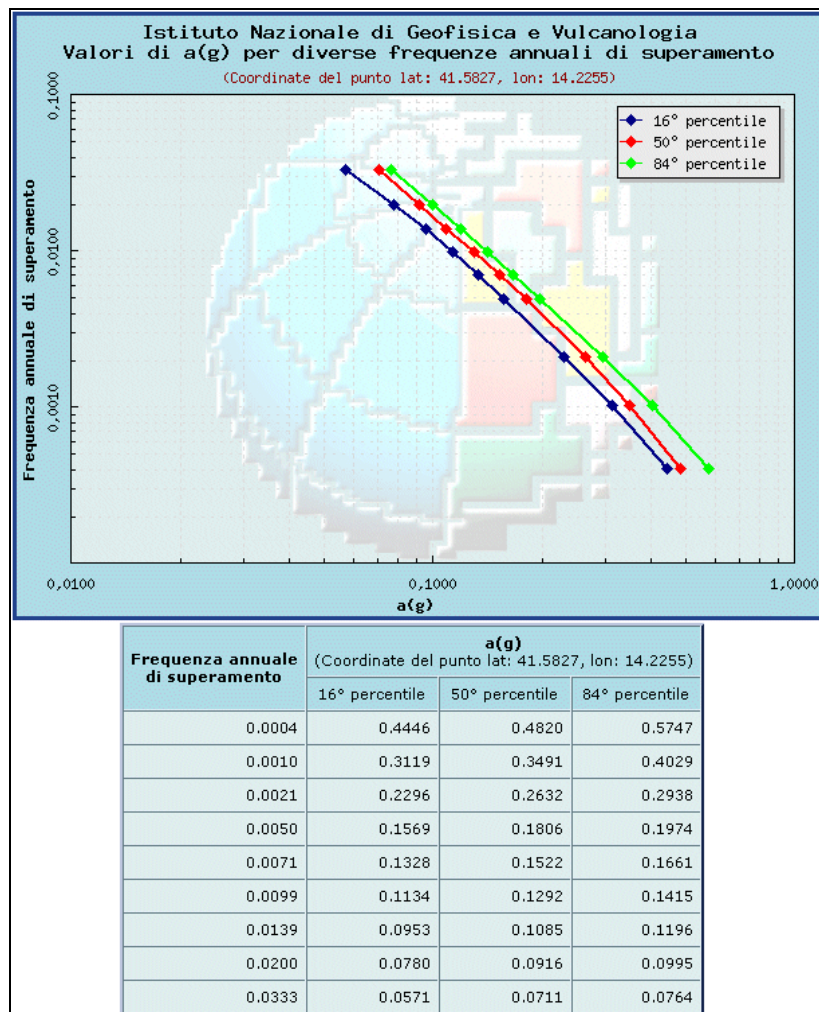 Istituto Nazionale di Geofisica e Vulcanologia
Valori di a(g) per diverse frequenze annuali di superamento
(Coordinate del punto lat: 41.5827, lon: 14.2255)
16° percentile
50° percentile
84° percentile
Frequenza annuale di superamento
0,1000
0,0100
0,0010
0,0100
0,1000
1,0000
a(g)
Frequenza annuale di superamento
a(g)
(Coordinate del punto lat: 41.5827, lon: 14.2255)
16° percentile 50° percentile 84° percentile
0.0004 0.4446 0.4820 0.5747
0.0010 0.3119 0.3491 0.4029
0.0021 0.2296 0.2632 0.2938
0.0050 0.1569 0.1806 0.1974
0.0071 0.1328 0.1522 0.1661
0.0099 0.1134 0.1292 0.1415
0.0139 0.0953 0.1085 0.1196
0.0200 0.0780 0.0916 0.0995
0.0333 0.0571 0.0711 0.0764